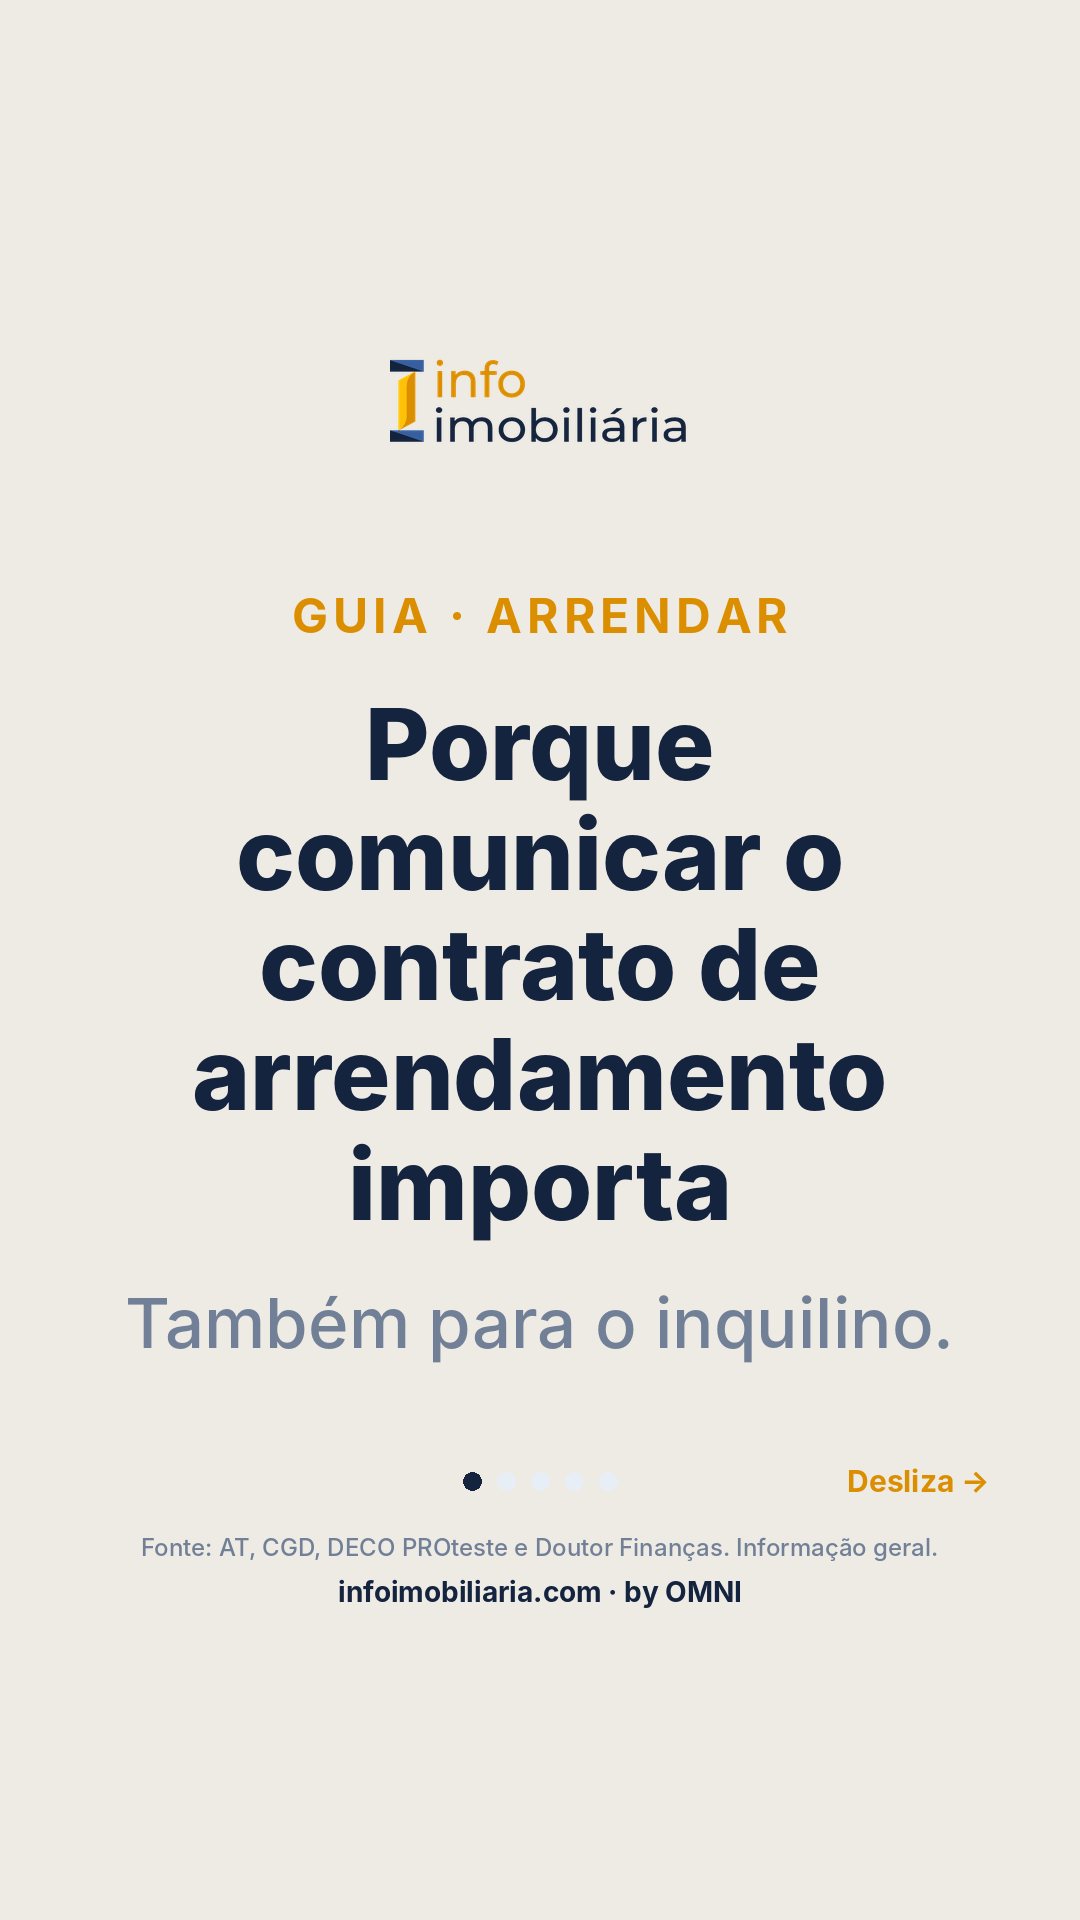 info
imobiliária
GUIA · ARRENDAR
Porque
comunicar o
contrato de
arrendamento
importa
Também para o inquilino.
Desliza →
Fonte: AT, CGD, DECO PROteste e Doutor Finanças. Informação geral.
infoimobiliaria.com · by OMNI